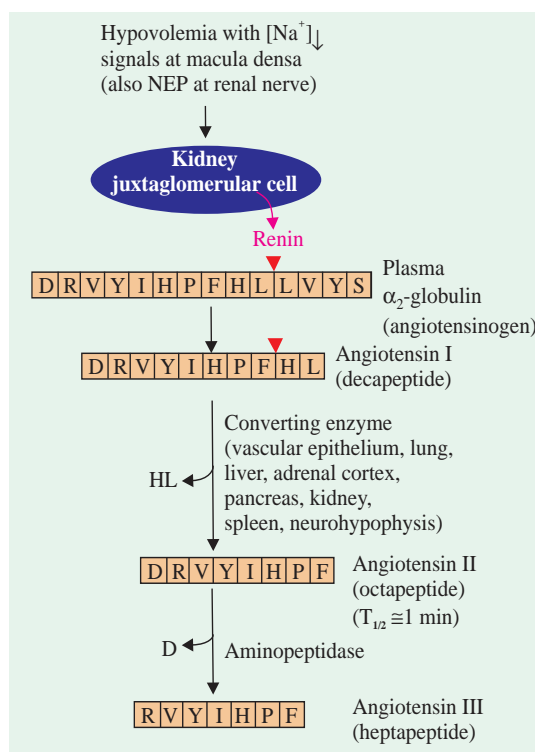 Hypovolemia with [Na⁺]↓
signals at macula densa
(also NEP at renal nerve)
Kidney
juxtaglomerular cell
Renin
D R V Y I H P F H L L V Y S
Plasma
α₂-globulin
(angiotensinogen)
D R V Y I H P F H L
Angiotensin I
(decapeptide)
Converting enzyme
(vascular epithelium, lung,
liver, adrenal cortex,
pancreas, kidney,
spleen, neurohypophysis)
HL
D R V Y I H P F
Angiotensin II
(octapeptide)
(T₁/₂ ≅1 min)
D
Aminopeptidase
R V Y I H P F
Angiotensin III
(heptapeptide)